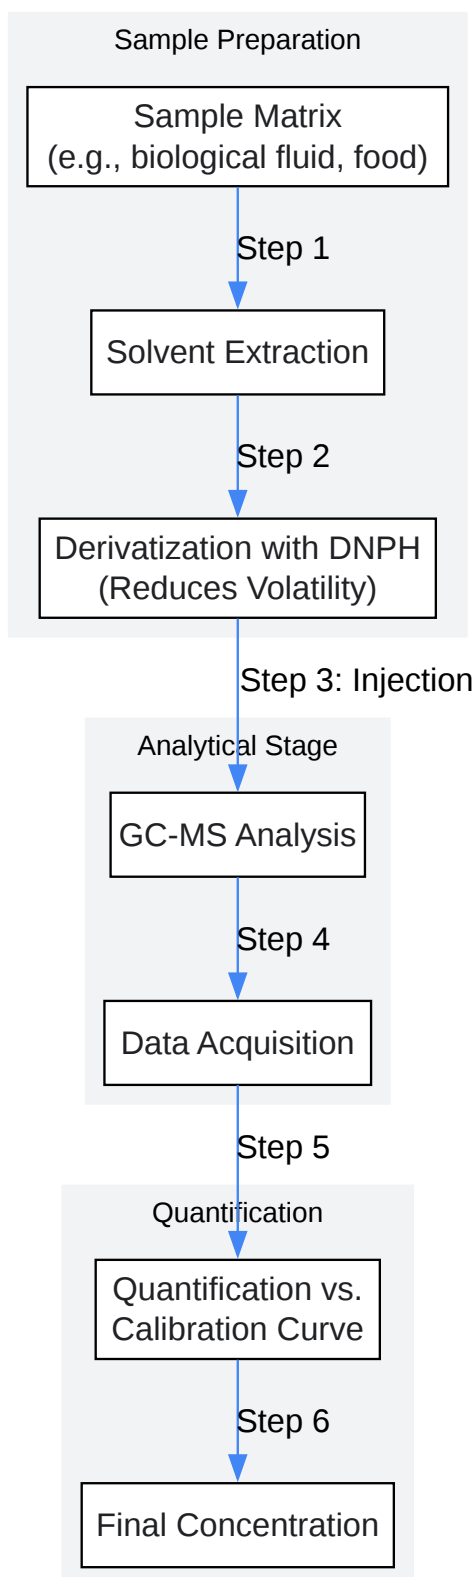 Sample Preparation
Sample Matrix
(e.g., biological fluid, food)
Step 1
Solvent Extraction
Step 2
Derivatization with DNPH
(Reduces Volatility)
Step 3: Injection
Analytical Stage
GC-MS Analysis
Step 4
Data Acquisition
Step 5
Quantification
Quantification vs.
Calibration Curve
Step 6
Final Concentration